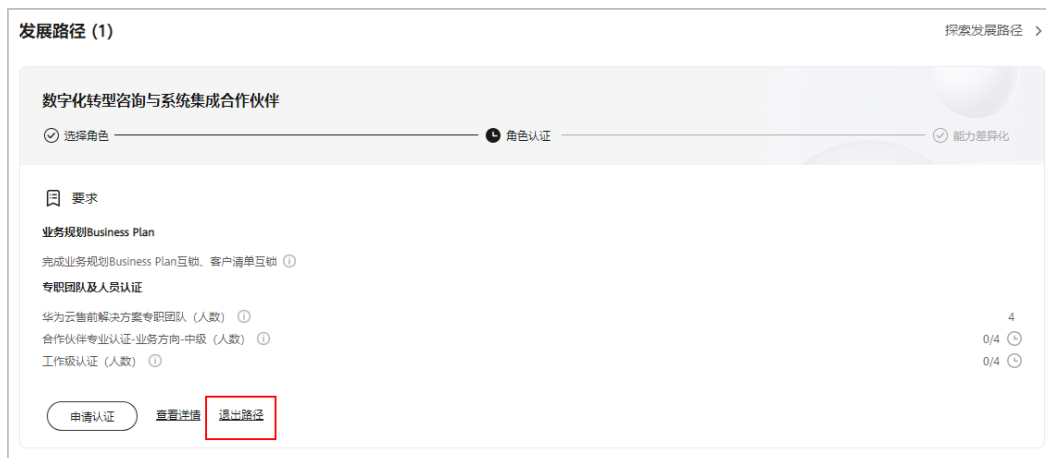 发展路径 (1)
探索发展路径 >
数字化转型咨询与系统集成合作伙伴
选择角色 角色认证 能力差异化
要求
业务规划Business Plan
完成业务规划Business Plan互锁、客户清单互锁
专职团队及人员认证
华为云售前解决方案专职团队（人数） 4
合作伙伴专业认证-业务方向-中级（人数） 0/4
工作级认证（人数） 0/4
申请认证 查看详情 退出路径